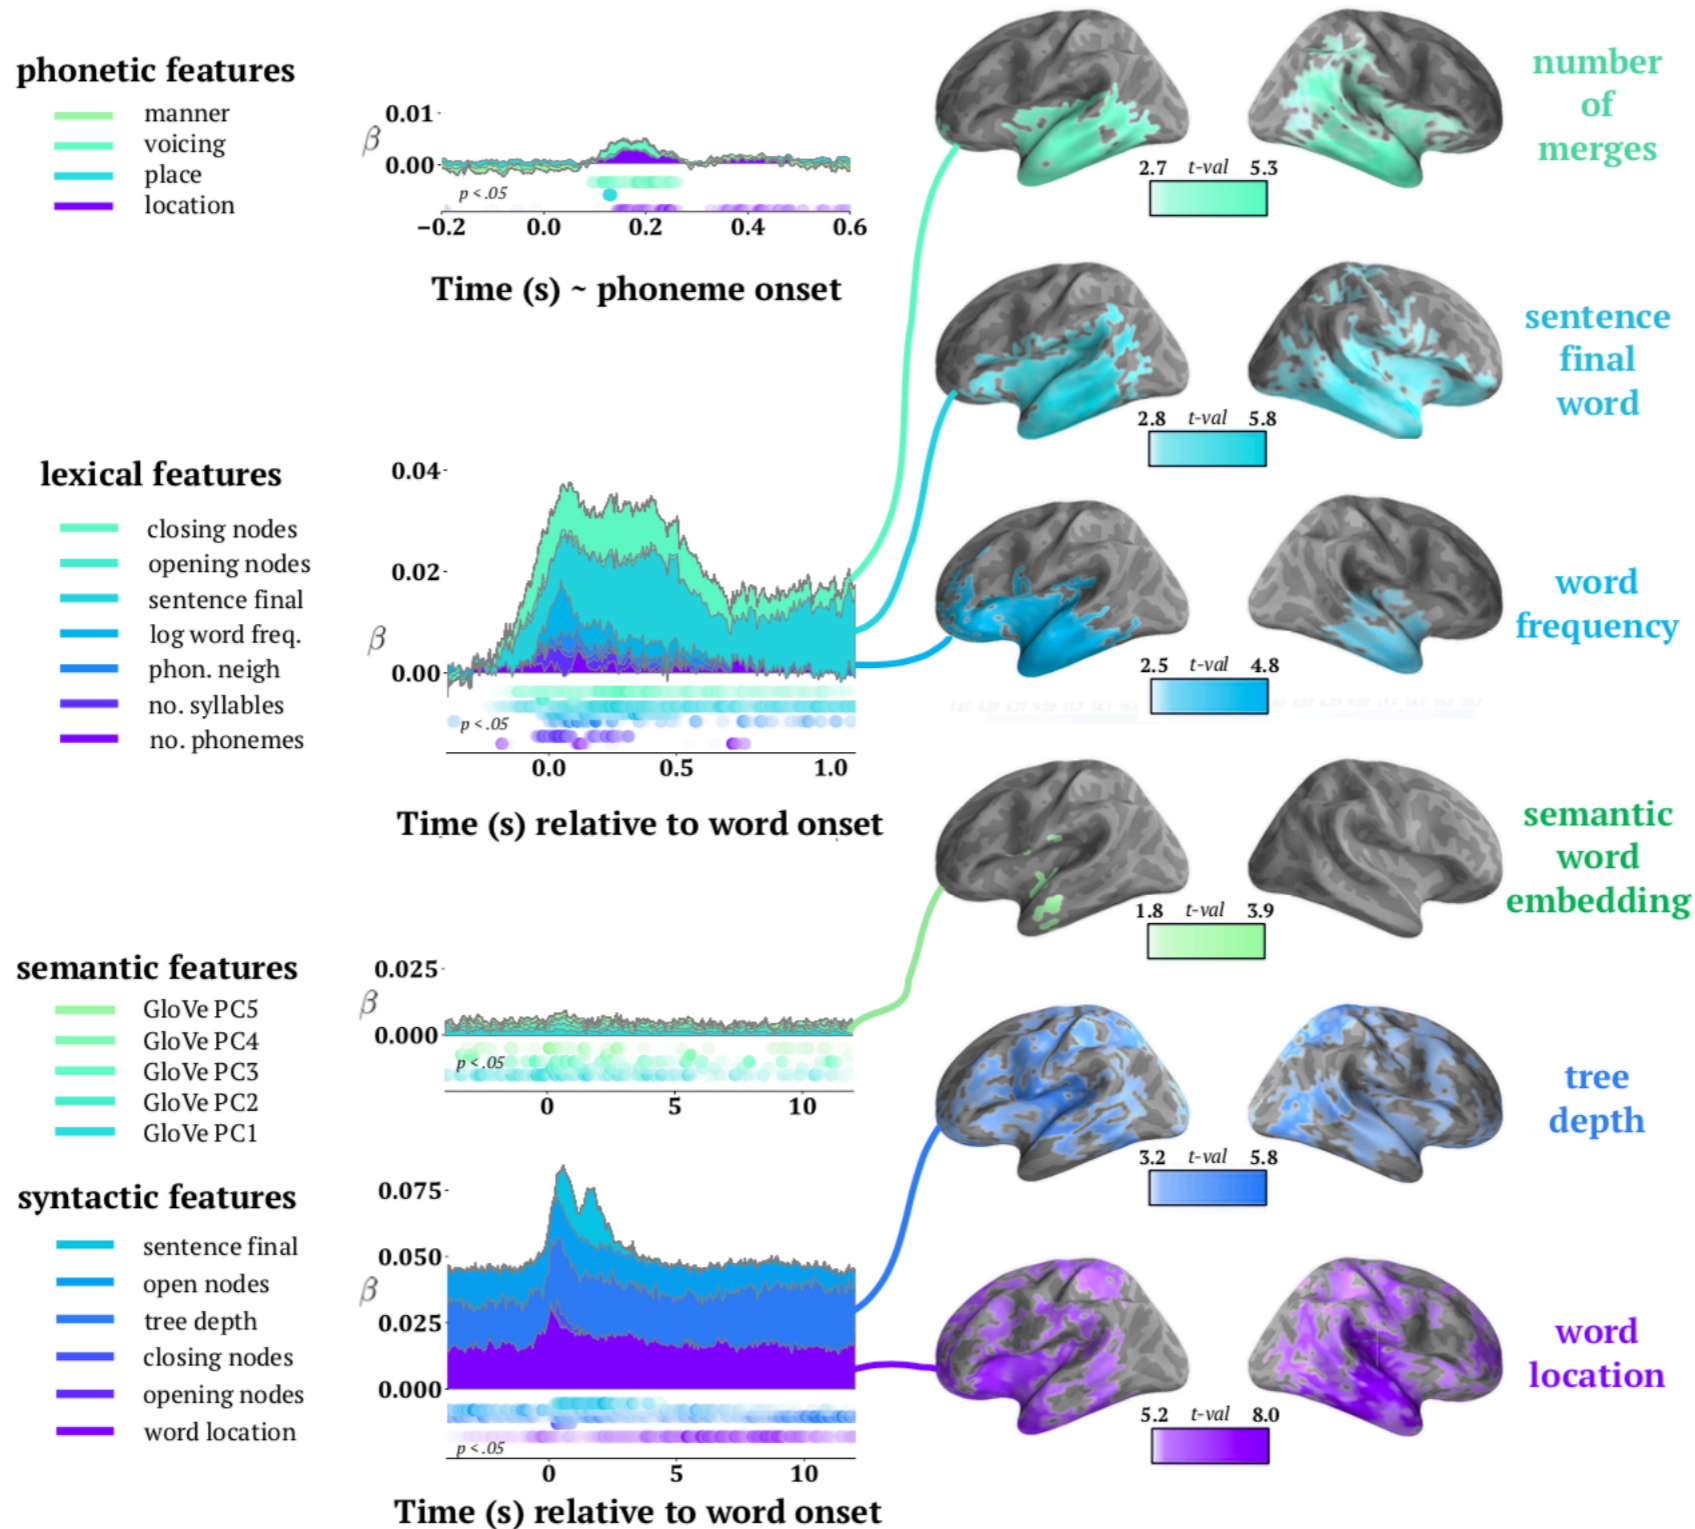 phonetic features
manner
voicing
place
location
0.01
β
0.00
p < .05
−0.2 0.0 0.2 0.4 0.6
Time (s) ~ phoneme onset
lexical features
closing nodes
opening nodes
sentence final
log word freq.
phon. neigh
no. syllables
no. phonemes
0.04
0.02
β
0.00
p < .05
0.0 0.5 1.0
Time (s) relative to word onset
semantic features
GloVe PC5
GloVe PC4
GloVe PC3
GloVe PC2
GloVe PC1
0.025
β
0.000
p < .05
0 5 10
syntactic features
sentence final
open nodes
tree depth
closing nodes
opening nodes
word location
0.075
0.050
β
0.025
0.000
p < .05
0 5 10
Time (s) relative to word onset
number
of
merges
2.7 t-val 5.3
sentence
final
word
2.8 t-val 5.8
word
frequency
2.5 t-val 4.8
semantic
word
embedding
1.8 t-val 3.9
tree
depth
3.2 t-val 5.8
word
location
5.2 t-val 8.0